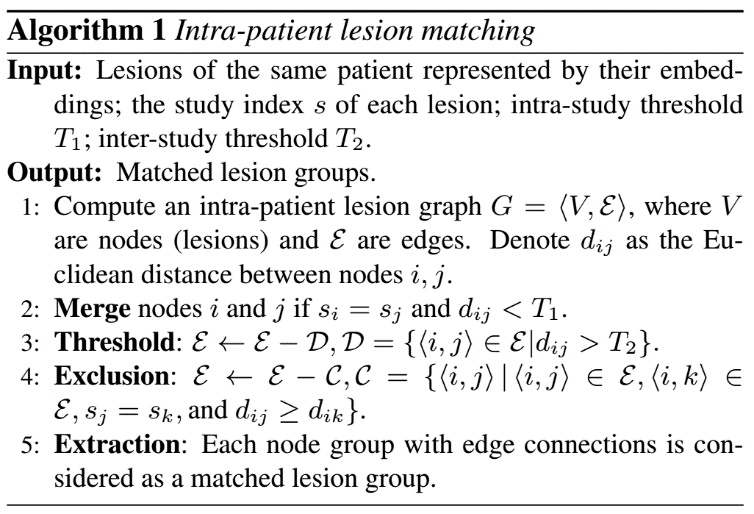 Algorithm 1 Intra-patient lesion matching
Input: Lesions of the same patient represented by their embed-
dings; the study index s of each lesion; intra-study threshold
T₁; inter-study threshold T₂.
Output: Matched lesion groups.
1: Compute an intra-patient lesion graph G = ⟨V, ℰ⟩, where V
are nodes (lesions) and ℰ are edges. Denote dᵢⱼ as the Eu-
clidean distance between nodes i, j.
2: Merge nodes i and j if sᵢ = sⱼ and dᵢⱼ < T₁.
3: Threshold: ℰ ← ℰ − 𝒟, 𝒟 = {⟨i, j⟩ ∈ ℰ|dᵢⱼ > T₂}.
4: Exclusion: ℰ ← ℰ − 𝒞, 𝒞 = {⟨i, j⟩ | ⟨i, j⟩ ∈ ℰ, ⟨i, k⟩ ∈
ℰ, sⱼ = sₖ, and dᵢⱼ ≥ dᵢₖ}.
5: Extraction: Each node group with edge connections is con-
sidered as a matched lesion group.